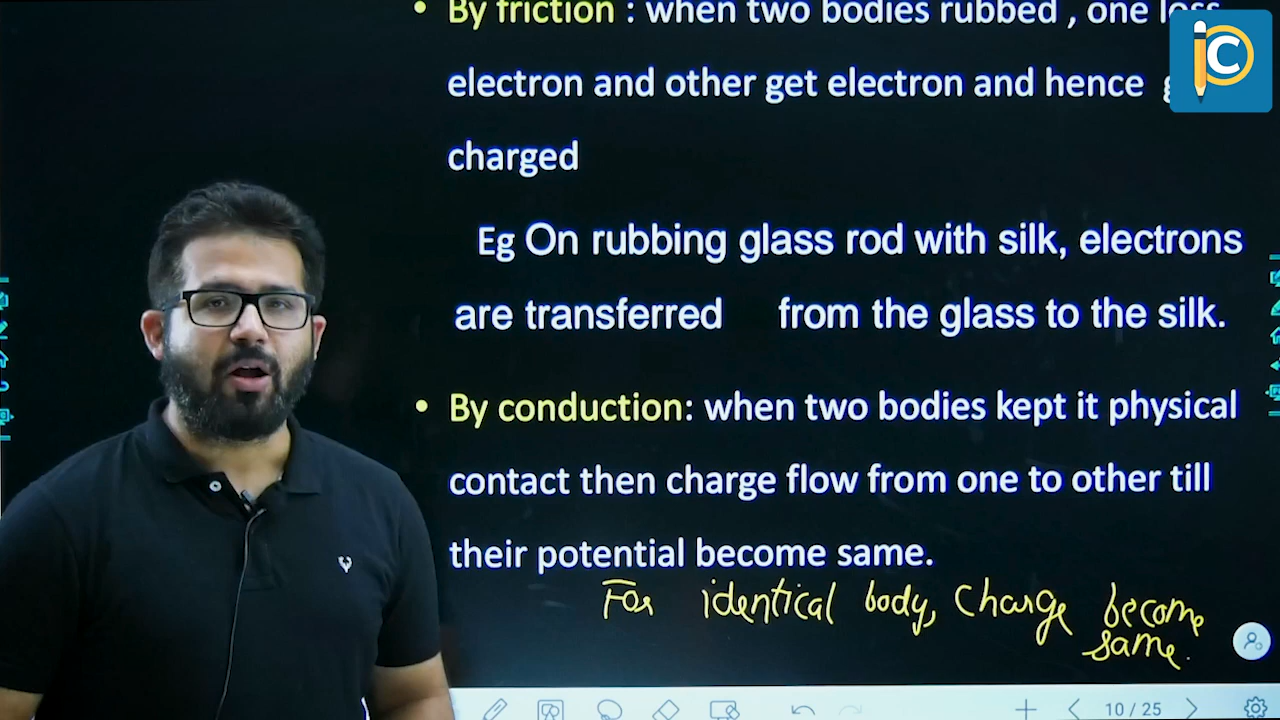 • By friction : when two bodies rubbed , one loss
electron and other get electron and hence
charged
Eg On rubbing glass rod with silk, electrons
are transferred from the glass to the silk.
• By conduction: when two bodies kept it physical
contact then charge flow from one to other till
their potential become same.
For identical body, Charge become
same.
10 / 25